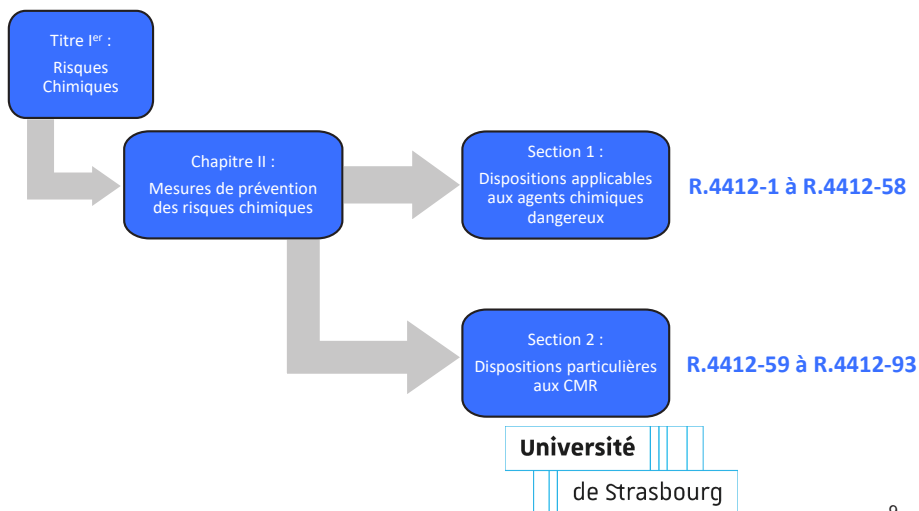 Titre Ier :
Risques
Chimiques
Chapitre II :
Mesures de prévention
des risques chimiques
Section 1 :
Dispositions applicables
aux agents chimiques
dangereux
R.4412-1 à R.4412-58
Section 2 :
Dispositions particulières
aux CMR
R.4412-59 à R.4412-93
Université
de Strasbourg